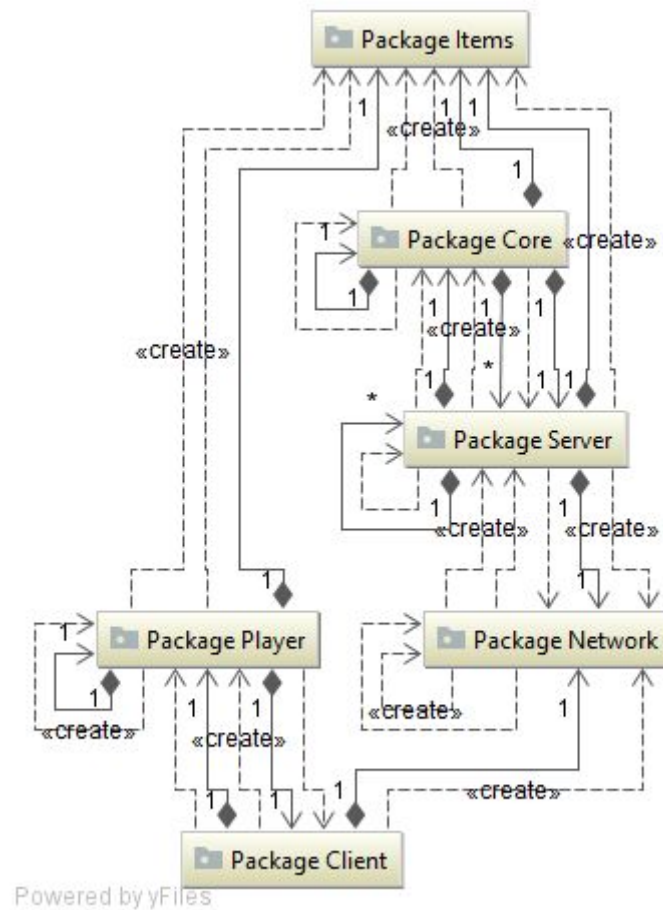 Package Items
1
1
1
«create»
1
1
Package Core
«create»
1
1
1
1
«create»
1
*
*
1
1
1
Package Server
1
1
«create»
«create»
1
«create»
1
1
Package Player
Package Network
1
«create»
«create»
1
1
«create»
1
1
1
1
«create»
Package Client
Powered by yFiles